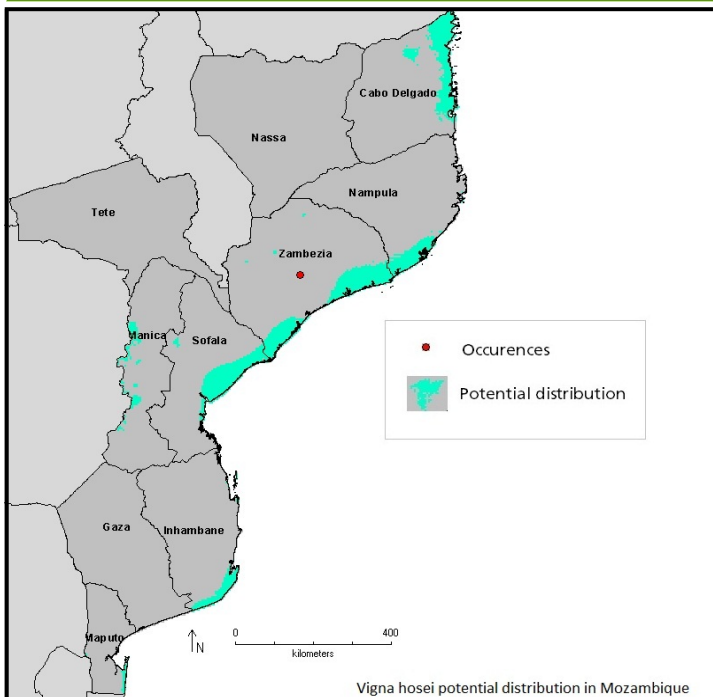 Cabo Delgado
Nassa
Nampula
Tete
Zambezia
Manica
Sofala
Occurences
Potential distribution
Gaza
Inhambane
Maputo
N
0 400
kilometers
Vigna hosei potential distribution in Mozambique